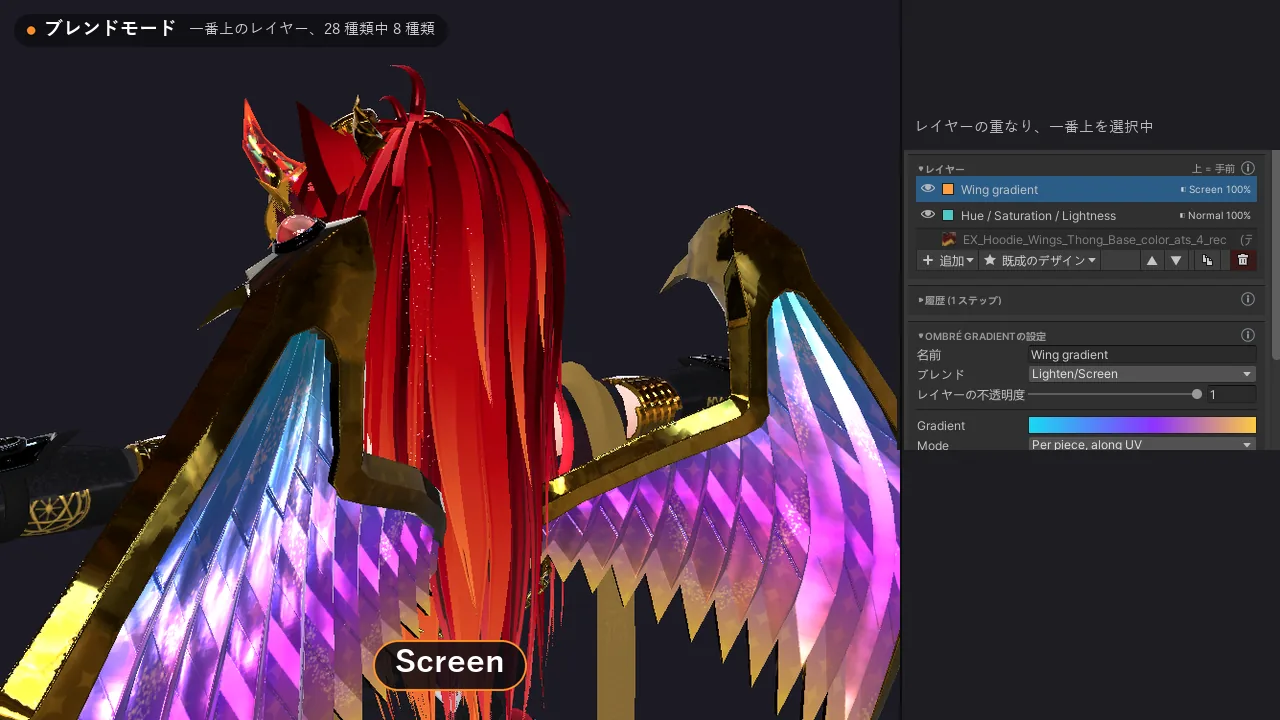 ブレンドモード 一番上のレイヤー、28 種類中 8 種類
レイヤーの重なり、一番上を選択中
レイヤー 上 = 手前
Wing gradient Screen 100%
Hue / Saturation / Lightness Normal 100%
EX_Hoodie_Wings_Thong_Base_color_ats_4_rec (テ
+ 追加 ★ 既成のデザイン
履歴 (1 ステップ)
OMBRÉ GRADIENTの設定
名前 Wing gradient
ブレンド Lighten/Screen
レイヤーの不透明度 1
Gradient
Mode Per piece, along UV
Screen